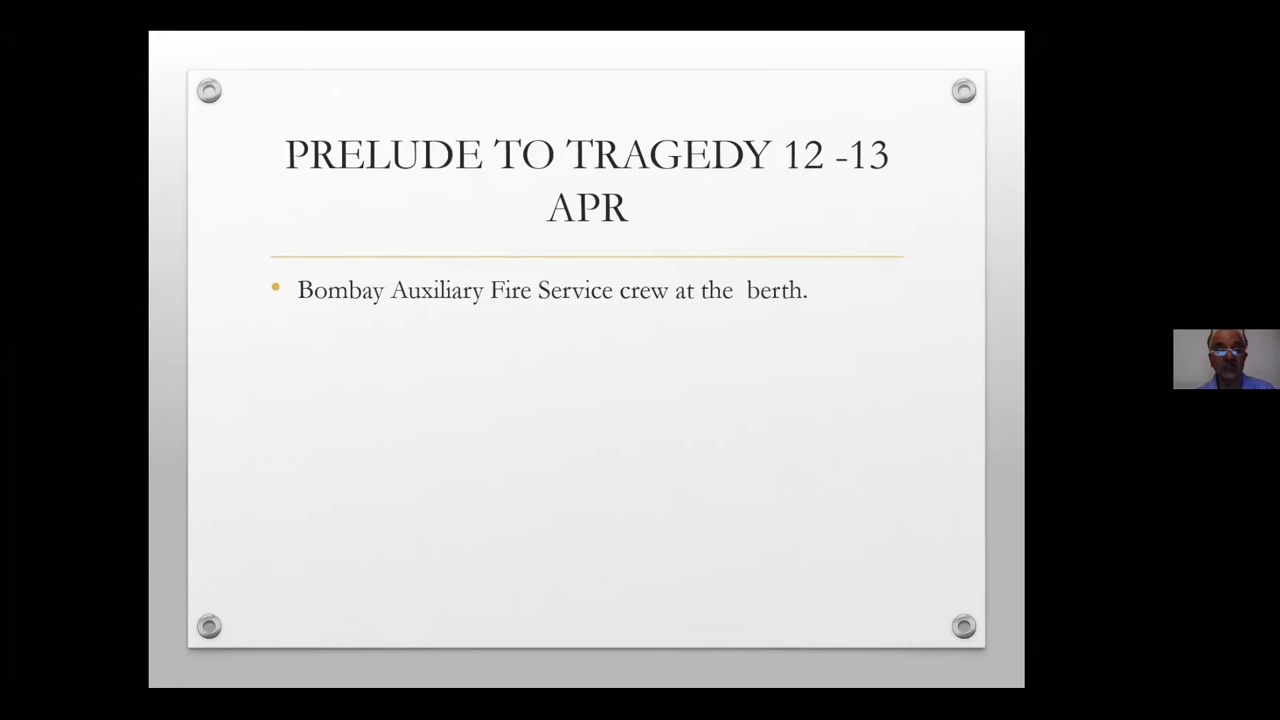 PRELUDE TO TRAGEDY 12 -13
APR
• Bombay Auxiliary Fire Service crew at the  berth.